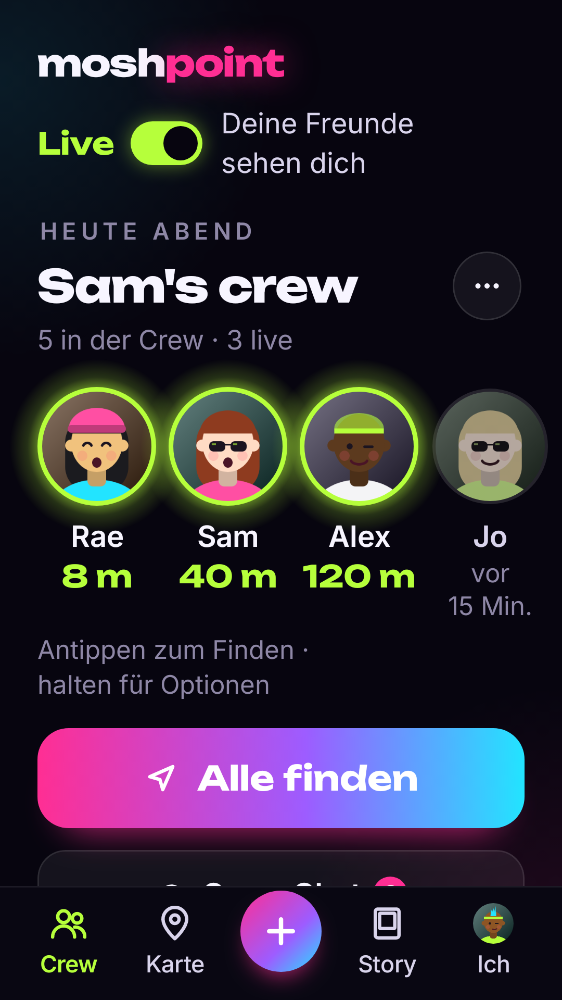 moshpoint
Live
Deine Freunde
sehen dich
HEUTE ABEND
Sam's crew
5 in der Crew · 3 live
Rae
8 m
Sam
40 m
Alex
120 m
Jo
vor
15 Min.
Antippen zum Finden ·
halten für Optionen
Alle finden
Crew
Karte
Story
Ich